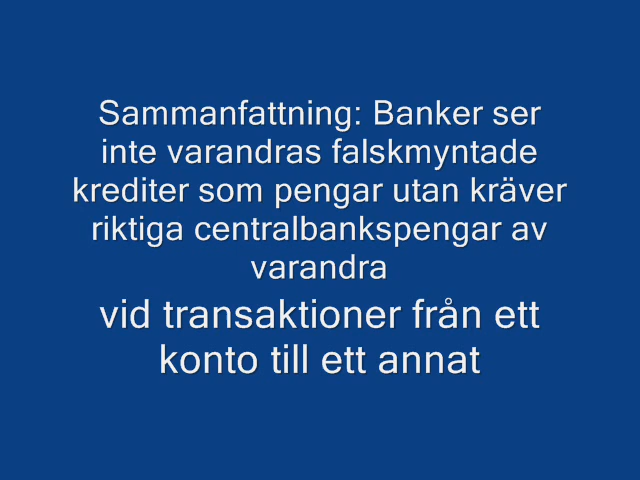 Sammanfattning: Banker ser
inte varandras falskmyntade
krediter som pengar utan kräver
riktiga centralbankspengar av
varandra
vid transaktioner från ett
konto till ett annat